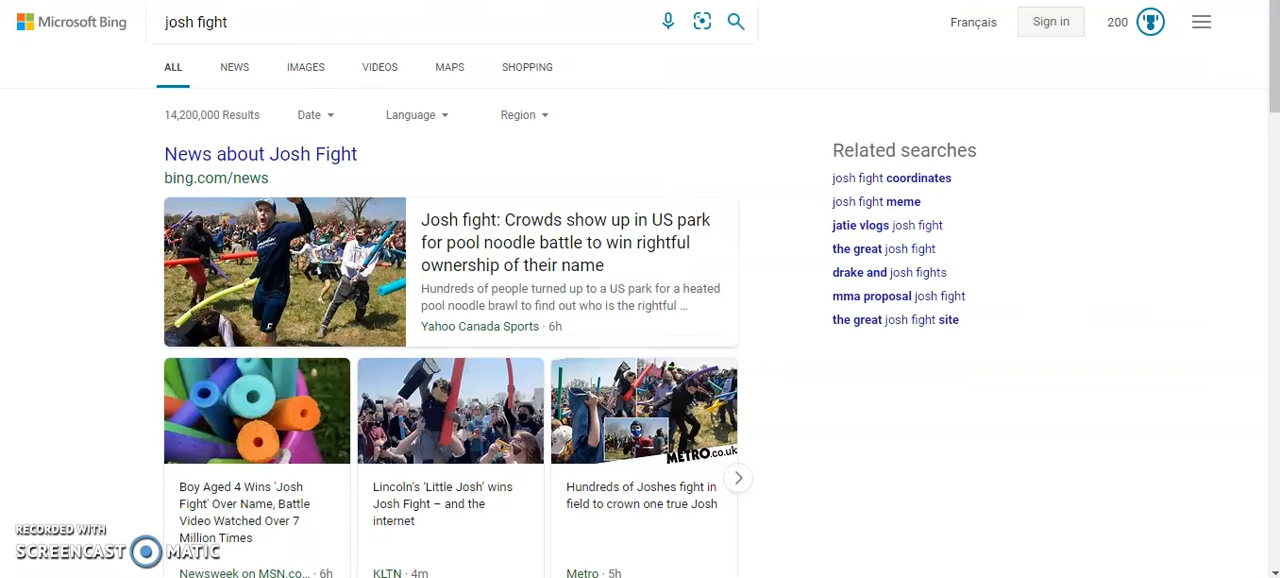 Microsoft Bing
josh fight
Français
Sign in
200
ALL
NEWS
IMAGES
VIDEOS
MAPS
SHOPPING
14,200,000 Results
Date
Language
Region
News about Josh Fight
bing.com/news
Josh fight: Crowds show up in US park
for pool noodle battle to win rightful
ownership of their name
Hundreds of people turned up to a US park for a heated
pool noodle brawl to find out who is the rightful ...
Yahoo Canada Sports · 6h
Related searches
josh fight coordinates
josh fight meme
jatie vlogs josh fight
the great josh fight
drake and josh fights
mma proposal josh fight
the great josh fight site
METRO.co.uk
Boy Aged 4 Wins 'Josh
Fight' Over Name, Battle
Video Watched Over 7
Million Times
Newsweek on MSN.co... · 6h
Lincoln's 'Little Josh' wins
Josh Fight – and the
internet
KLTN · 4m
Hundreds of Joshes fight in
field to crown one true Josh
Metro · 5h
RECORDED WITH
SCREENCAST MATIC